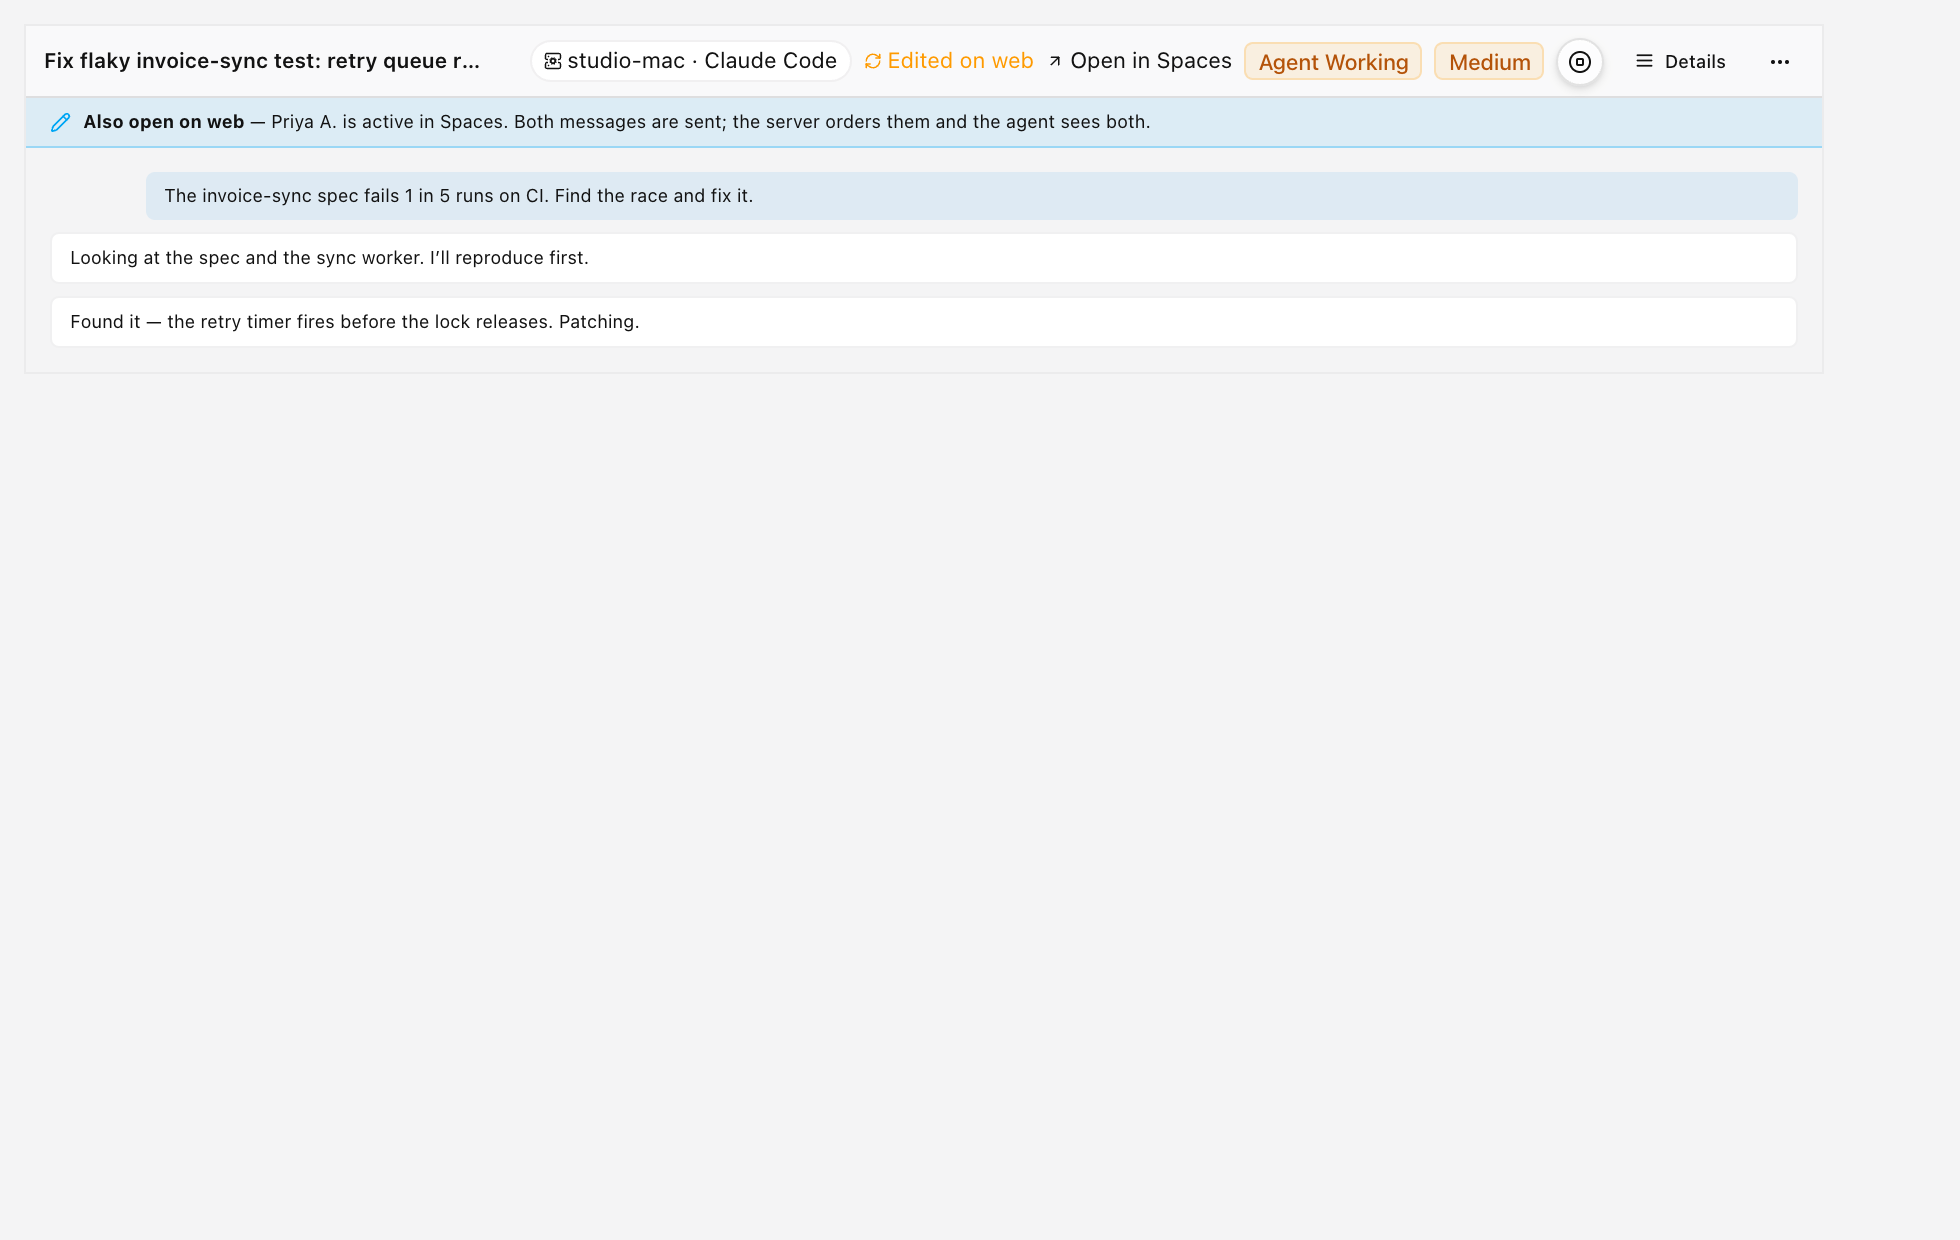 Fix flaky invoice-sync test: retry queue r...
studio-mac · Claude Code
Edited on web
Open in Spaces
Agent Working
Medium
Details
Also open on web — Priya A. is active in Spaces. Both messages are sent; the server orders them and the agent sees both.
The invoice-sync spec fails 1 in 5 runs on CI. Find the race and fix it.
Looking at the spec and the sync worker. I’ll reproduce first.
Found it — the retry timer fires before the lock releases. Patching.